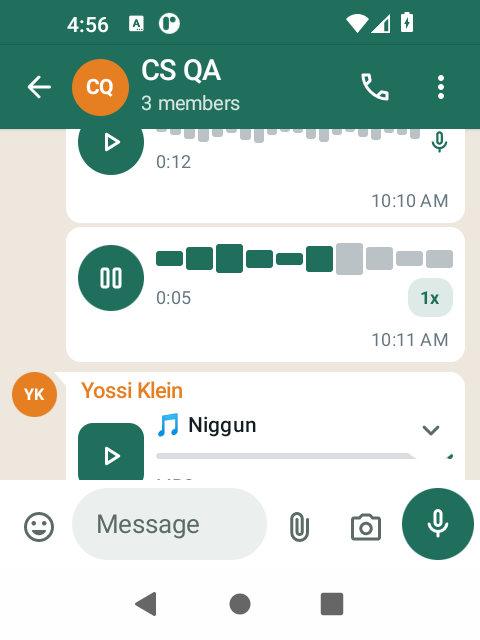 4:56
CQ
CS QA
3 members
0:12
10:10 AM
0:05
1x
10:11 AM
YK
Yossi Klein
🎵 Niggun
Message